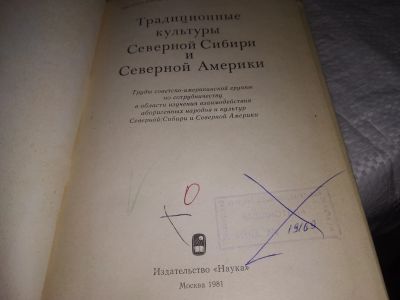 Традиционные
культуры
Северной Сибири
и
Северной Америки
Труды советско-американской группы
по сотрудничеству
в области изучения взаимодействия
аборигенных народов и культур
Северной Сибири и Северной Америки
О
19169
Издательство «Наука»
Москва 1981